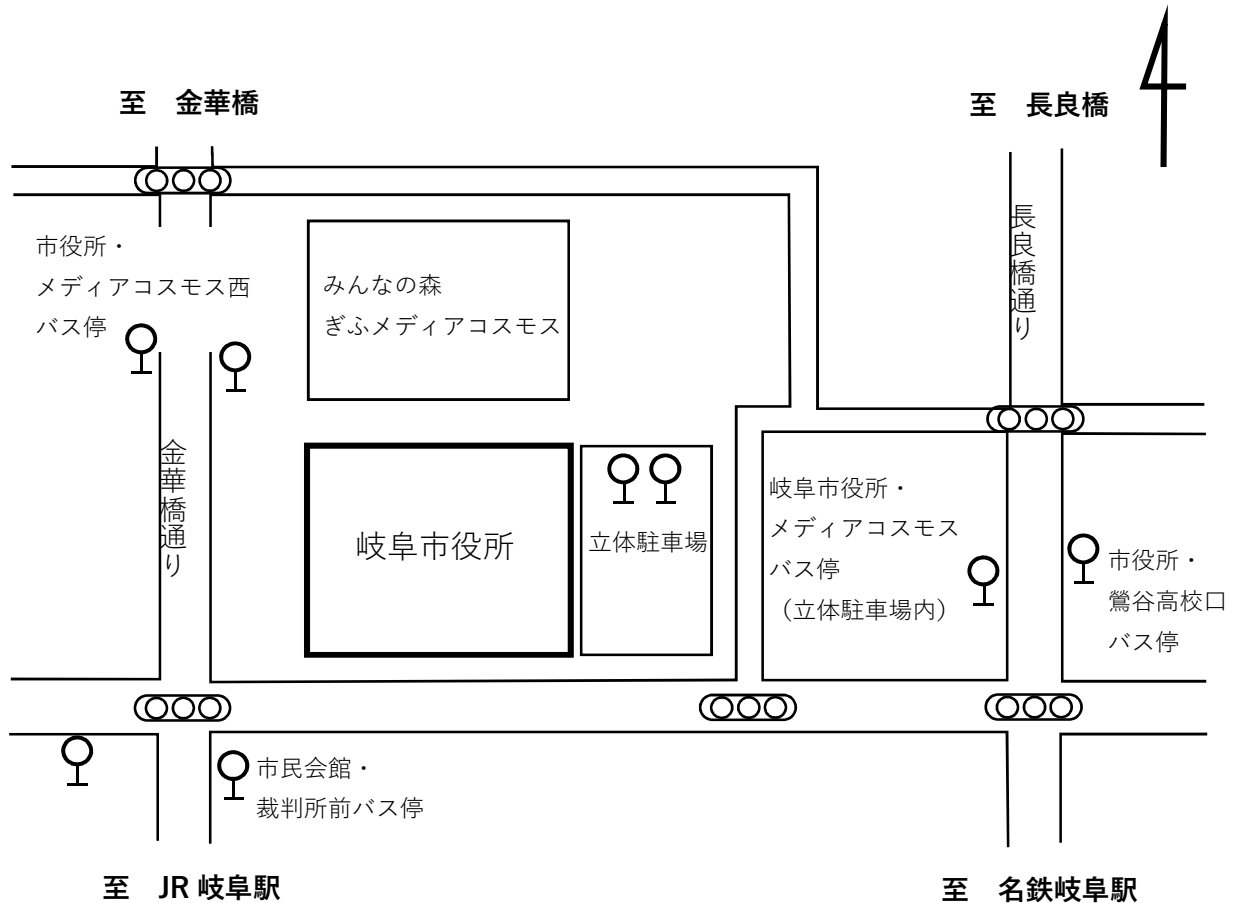 至　金華橋
至　長良橋
長良橋通り
市役所・
メディアコスモス西
バス停
みんなの森
ぎふメディアコスモス
金華橋通り
岐阜市役所
立体駐車場
岐阜市役所・
メディアコスモス
バス停
（立体駐車場内）
市役所・
鶯谷高校口
バス停
市民会館・
裁判所前バス停
至　JR 岐阜駅
至　名鉄岐阜駅